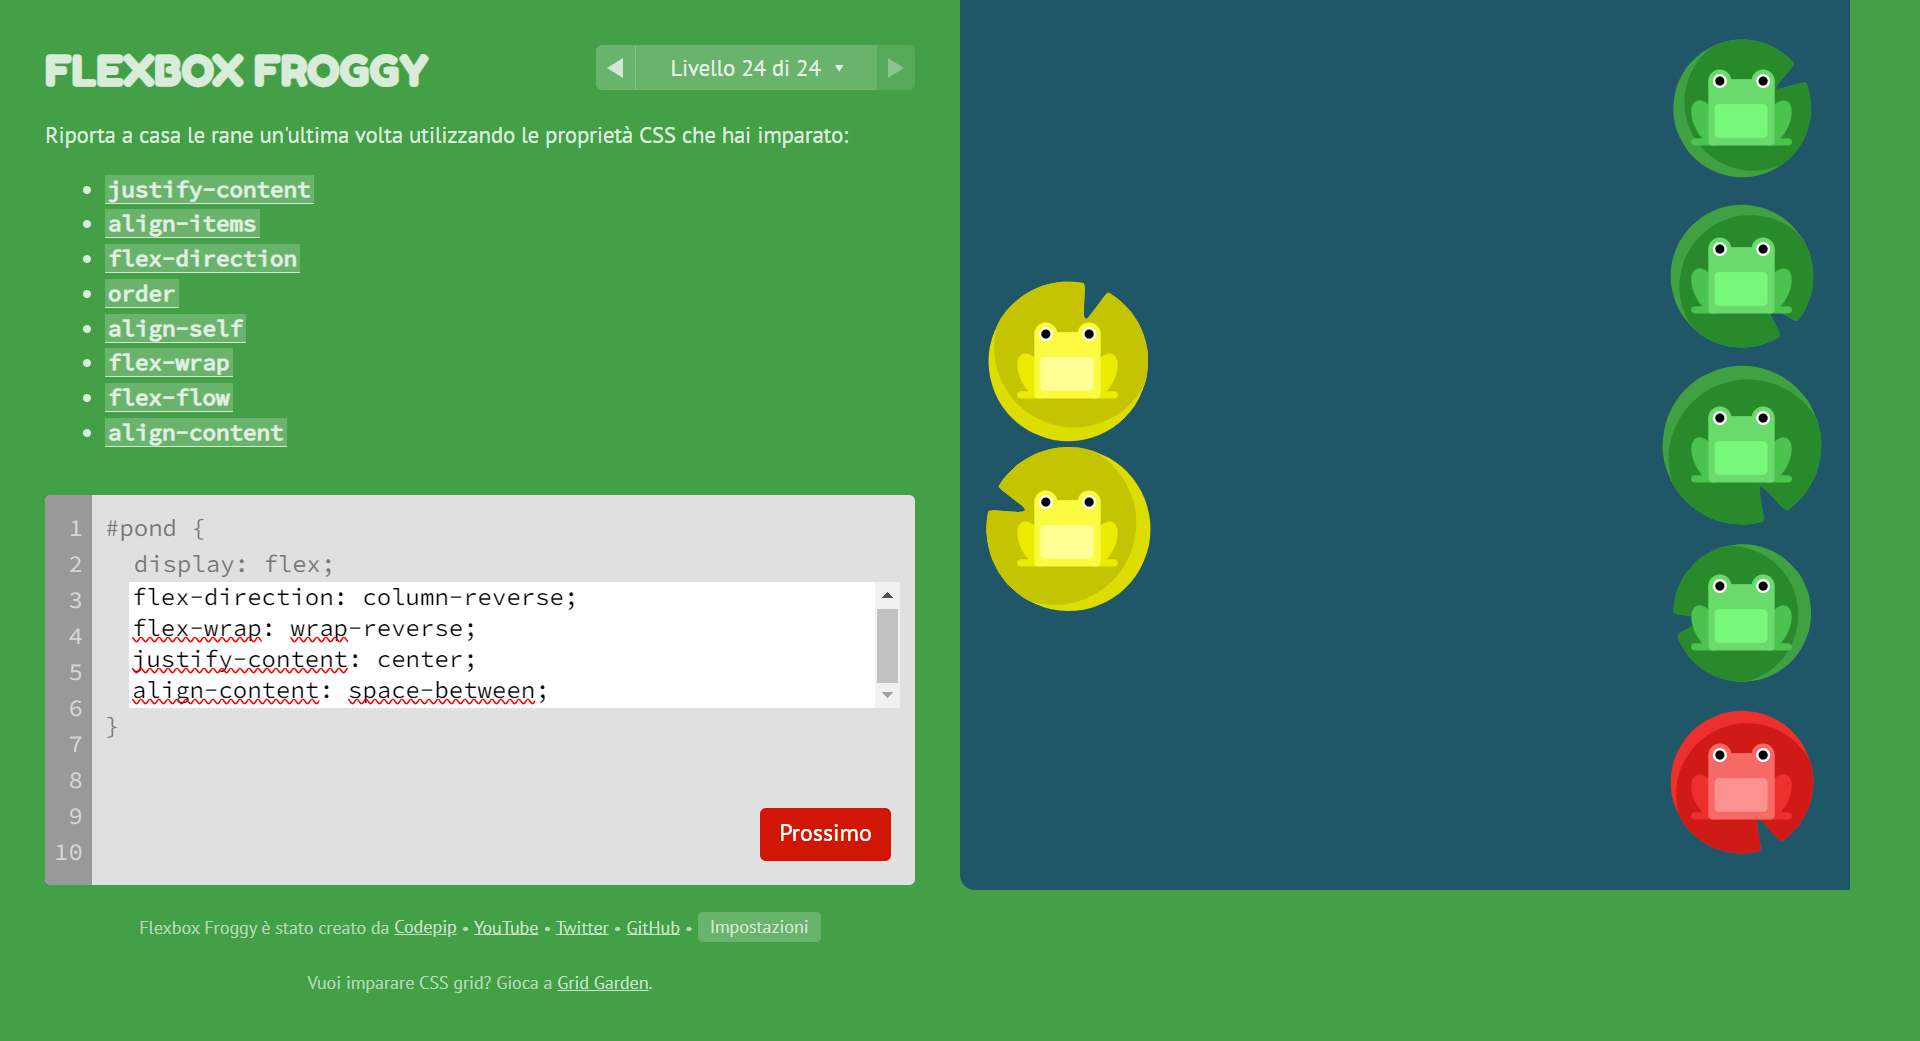 FLEXBOX FROGGY
Livello 24 di 24
Riporta a casa le rane un'ultima volta utilizzando le proprietà CSS che hai imparato:
justify-content
align-items
flex-direction
order
align-self
flex-wrap
flex-flow
align-content
1 #pond {
2 display: flex;
3 flex-direction: column-reverse;
4 flex-wrap: wrap-reverse;
5 justify-content: center;
6 align-content: space-between;
7 }
8
9
10
Prossimo
Flexbox Froggy è stato creato da Codepip • YouTube • Twitter • GitHub • Impostazioni
Vuoi imparare CSS grid? Gioca a Grid Garden.